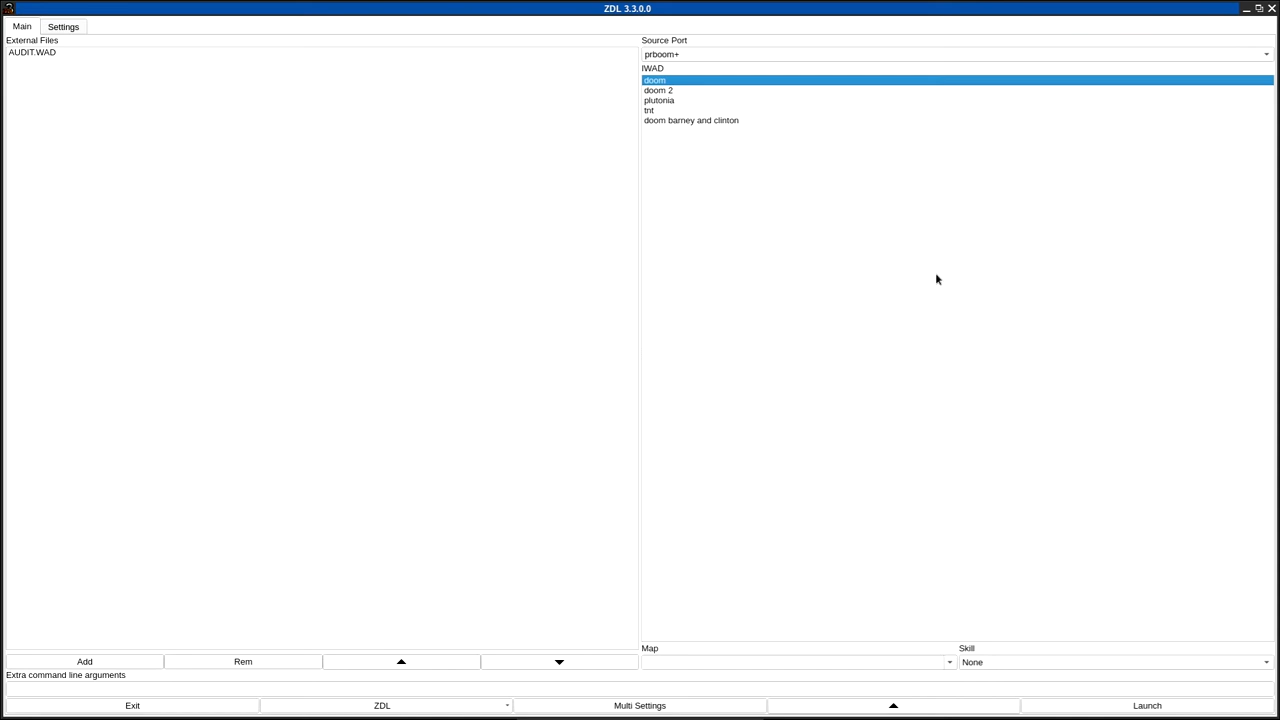 ZDL 3.3.0.0
Main Settings
External Files
AUDIT.WAD
Source Port
prboom+
IWAD
doom
doom 2
plutonia
tnt
doom barney and clinton
Add Rem
Map Skill
None
Extra command line arguments
Exit ZDL Multi Settings Launch